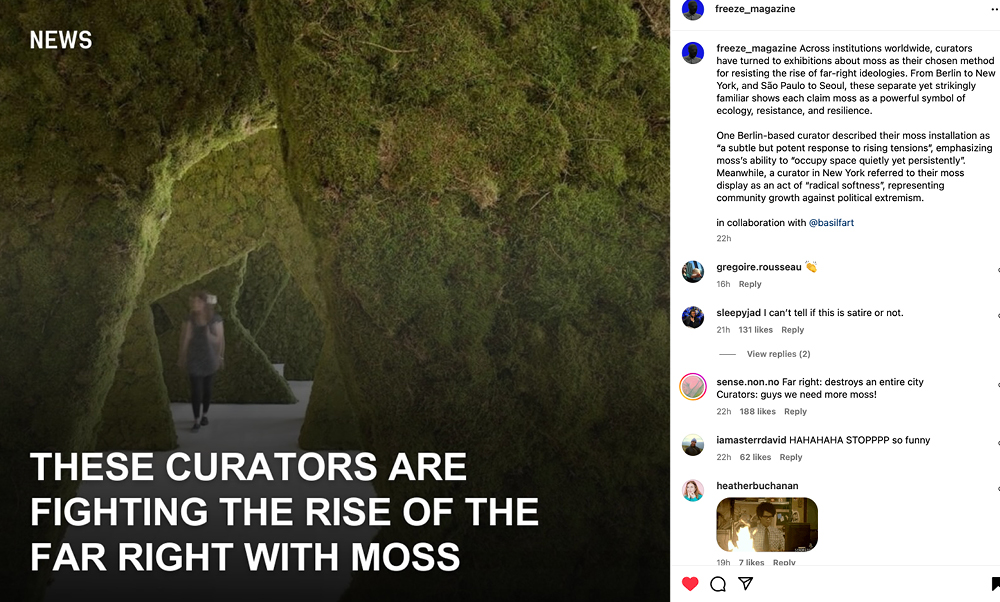 NEWS
THESE CURATORS ARE
FIGHTING THE RISE OF THE
FAR RIGHT WITH MOSS
freeze_magazine
freeze_magazine Across institutions worldwide, curators
have turned to exhibitions about moss as their chosen method
for resisting the rise of far-right ideologies. From Berlin to New
York, and São Paulo to Seoul, these separate yet strikingly
familiar shows each claim moss as a powerful symbol of
ecology, resistance, and resilience.
One Berlin-based curator described their moss installation as
“a subtle but potent response to rising tensions”, emphasizing
moss’s ability to “occupy space quietly yet persistently”.
Meanwhile, a curator in New York referred to their moss
display as an act of “radical softness”, representing
community growth against political extremism.
in collaboration with @basilfart
22h
gregoire.rousseau 👏
16h Reply
sleepyjad I can't tell if this is satire or not.
21h 131 likes Reply
View replies (2)
sense.non.no Far right: destroys an entire city
Curators: guys we need more moss!
22h 188 likes Reply
iamasterrdavid HAHAHAHA STOPPPP so funny
22h 62 likes Reply
heatherbuchanan
19h 7 likes Reply